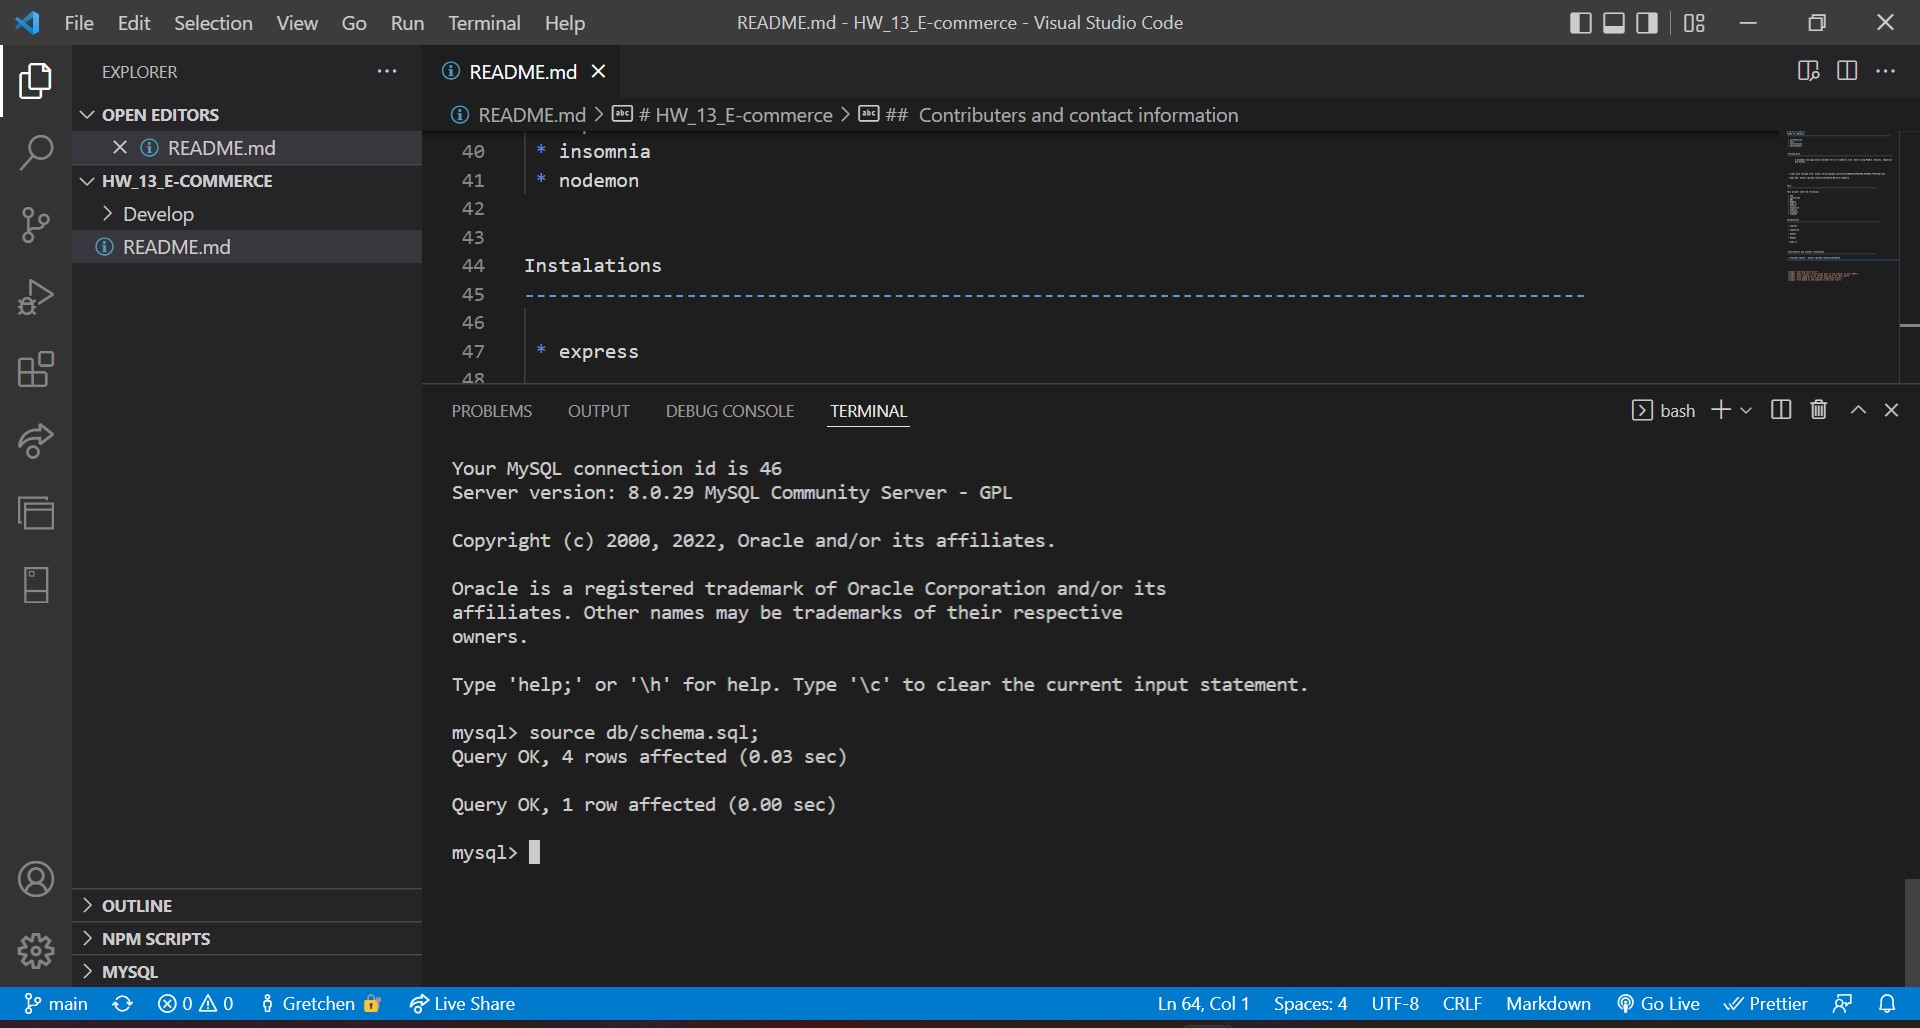 File Edit Selection View Go Run Terminal Help
README.md - HW_13_E-commerce - Visual Studio Code
EXPLORER
OPEN EDITORS
README.md
HW_13_E-COMMERCE
Develop
README.md
OUTLINE
NPM SCRIPTS
MYSQL
README.md
README.md > # HW_13_E-commerce > ## Contributers and contact information
40 * insomnia
41 * nodemon
42
43
44 Instalations
45 ------------------------------------------------------------------------------------------------
46
47 * express
48
PROBLEMS OUTPUT DEBUG CONSOLE TERMINAL
bash
Your MySQL connection id is 46
Server version: 8.0.29 MySQL Community Server - GPL
Copyright (c) 2000, 2022, Oracle and/or its affiliates.
Oracle is a registered trademark of Oracle Corporation and/or its
affiliates. Other names may be trademarks of their respective
owners.
Type 'help;' or '\h' for help. Type '\c' to clear the current input statement.
mysql> source db/schema.sql;
Query OK, 4 rows affected (0.03 sec)
Query OK, 1 row affected (0.00 sec)
mysql>
main 0 0 Gretchen Live Share
Ln 64, Col 1 Spaces: 4 UTF-8 CRLF Markdown Go Live Prettier